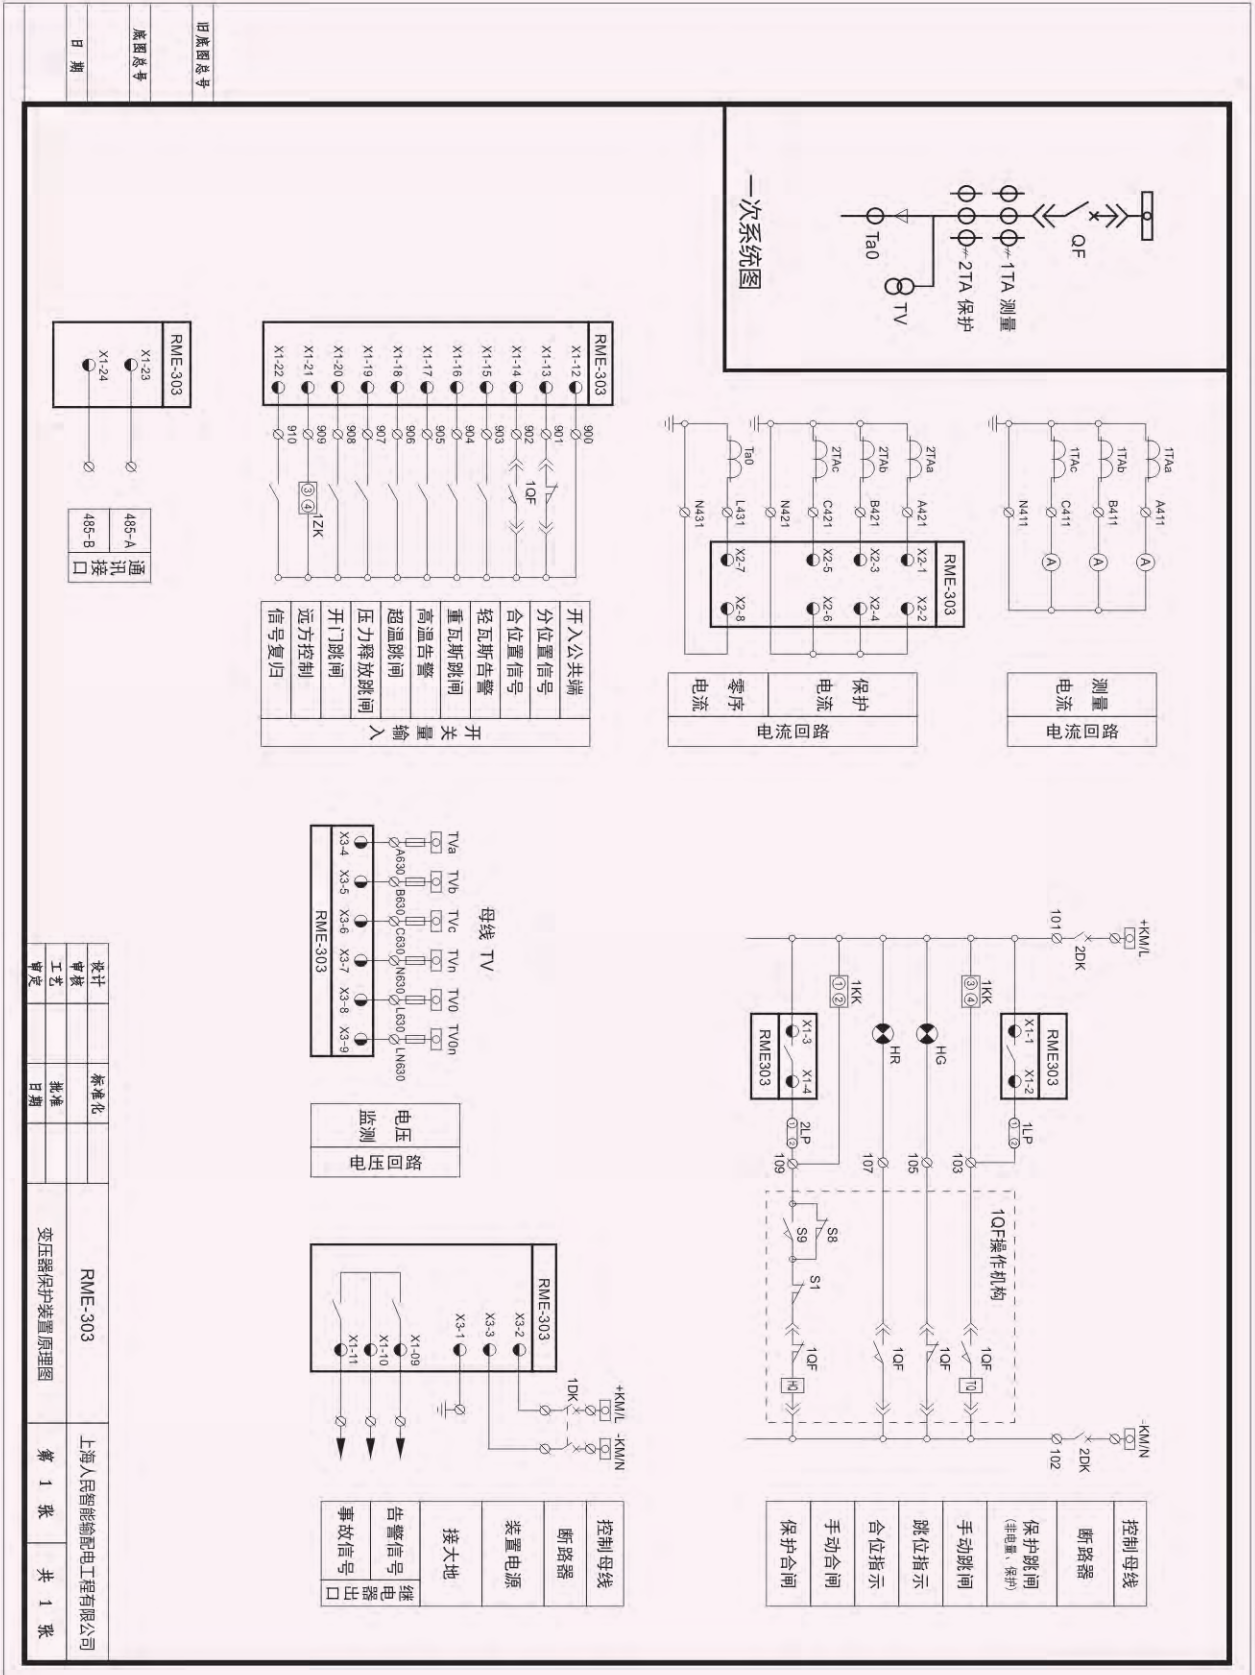 旧底图总号
底图总号
日 期
一次系统图
QF
1TA 测量
2TA 保护
TV
Ta0
1TAa
1TAb
1TAc
A411
B411
C411
N411
A
A
A
测量
电流
电流回路
2TAa
2TAb
2TAc
Ta0
A421
B421
C421
N421
L431
N431
RME-303
X2-1
X2-2
X2-3
X2-4
X2-5
X2-6
X2-7
X2-8
保护
电流
零序
电流
电流回路
RME-303
X1-12
X1-13
X1-14
X1-15
X1-16
X1-17
X1-18
X1-19
X1-20
X1-21
X1-22
900
901
902
903
904
905
906
907
908
909
910
1QF
③④
1ZK
开入公共端
分位置信号
合位置信号
轻瓦斯告警
重瓦斯跳闸
高温告警
超温跳闸
压力释放跳闸
开门跳闸
远方控制
信号复归
开关量输入
RME-303
X1-23
X1-24
485-A
485-B
通讯接口
+KM/L
2DK
101
RME303
X1-1
X1-2
1LP
①②
1KK
③④
103
HG
105
HR
107
1KK
①②
RME303
X1-3
X1-4
2LP
①②
109
1QF操作机构
S8
S9
S1
1QF
TQ
1QF
1QF
1QF
HQ
-KM/N
2DK
102
控制母线
断路器
保护跳闸
(非电量、保护)
手动跳闸
跳位指示
合位指示
手动合闸
保护合闸
母线 TV
TVa
TVb
TVc
TVn
TV0
TV0n
A630
B630
C630
N630
L630
LN630
X3-4
X3-5
X3-6
X3-7
X3-8
X3-9
RME-303
电压
监测
电压回路
RME-303
X3-2
X3-3
X3-1
X1-09
X1-10
X1-11
+KM/L
-KM/N
1DK
控制母线
断路器
装置电源
接大地
告警信号
事故信号
继电器出口
设计
审核
工艺
审定
标准化
批准
日期
RME-303
变压器保护装置原理图
上海人民智能输配电工程有限公司
第 1 张
共 1 张